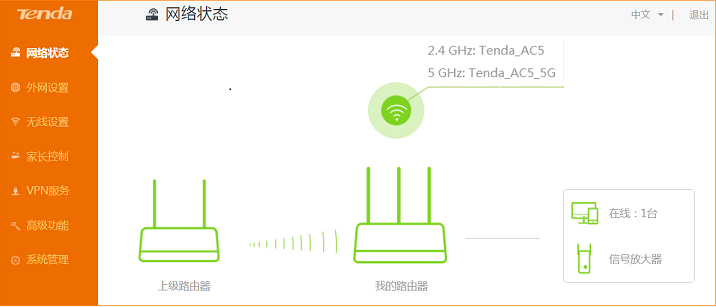 Tenda
网络状态
中文 | 退出
网络状态
外网设置
无线设置
家长控制
VPN服务
高级功能
系统管理
2.4 GHz: Tenda_AC5
5 GHz: Tenda_AC5_5G
上级路由器
我的路由器
在线：1台
信号放大器